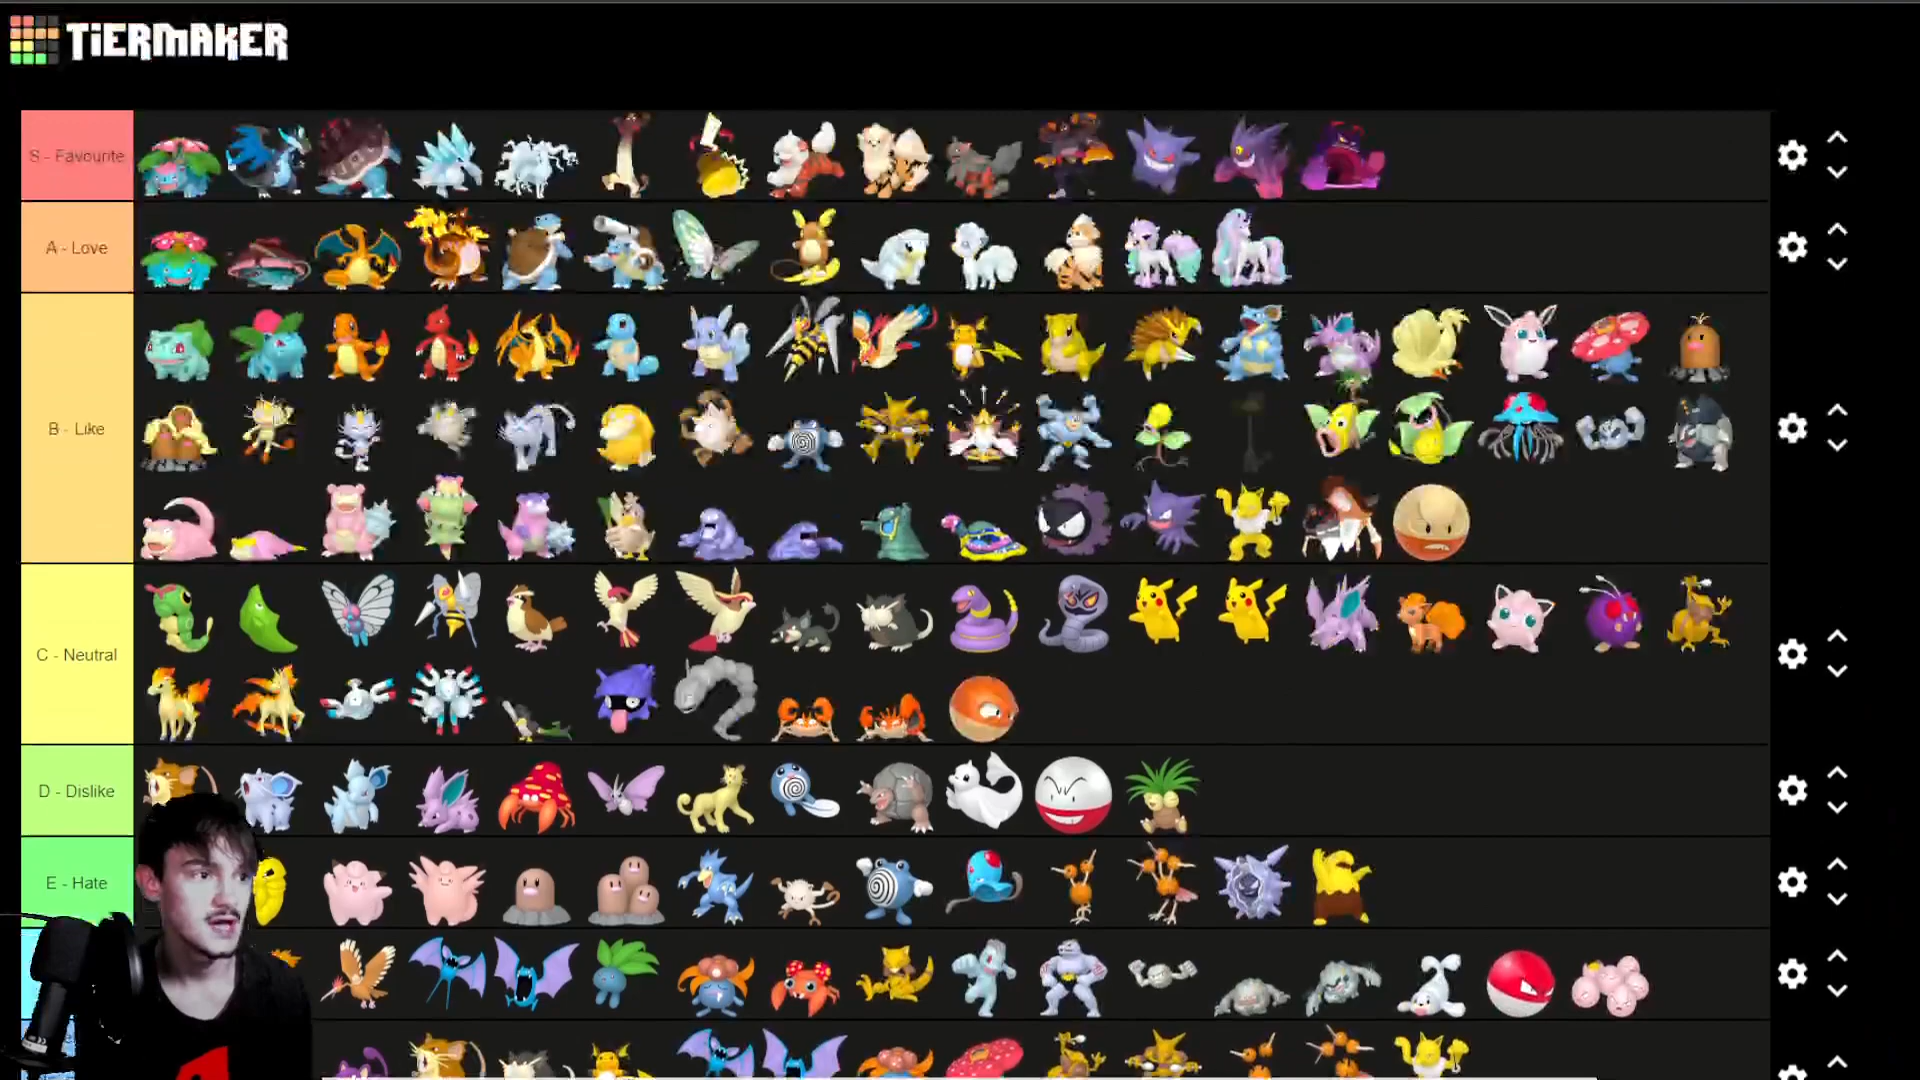 TiERMAKER
S - Favourite
A - Love
B - Like
C - Neutral
D - Dislike
E - Hate